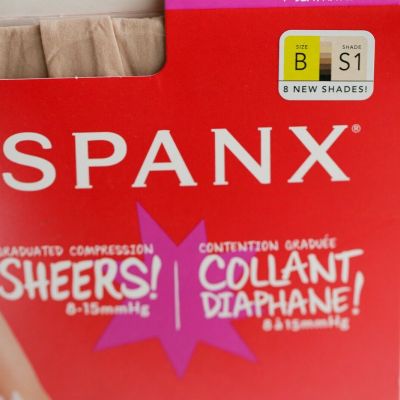 SIZE SHADE
B S1
8 NEW SHADES!
SPANX®
GRADUATED COMPRESSION
SHEERS!
8-15mmHg
CONTENTION GRADUÉE
COLLANT
DIAPHANE!
8 à 15mmHg